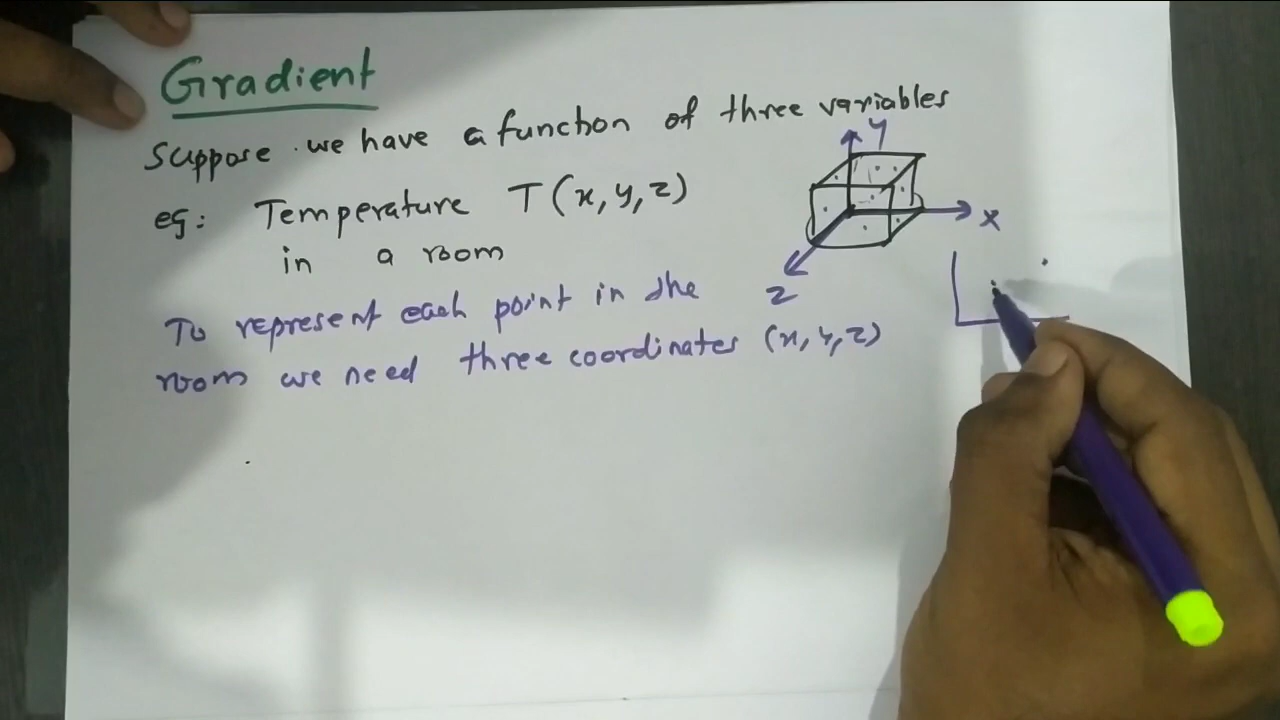 Gradient
Suppose we have a function of three variables
eg: Temperature T(x, y, z)
in a room
To represent each point in the
room we need three coordinates (x, y, z)
Y
X
Z